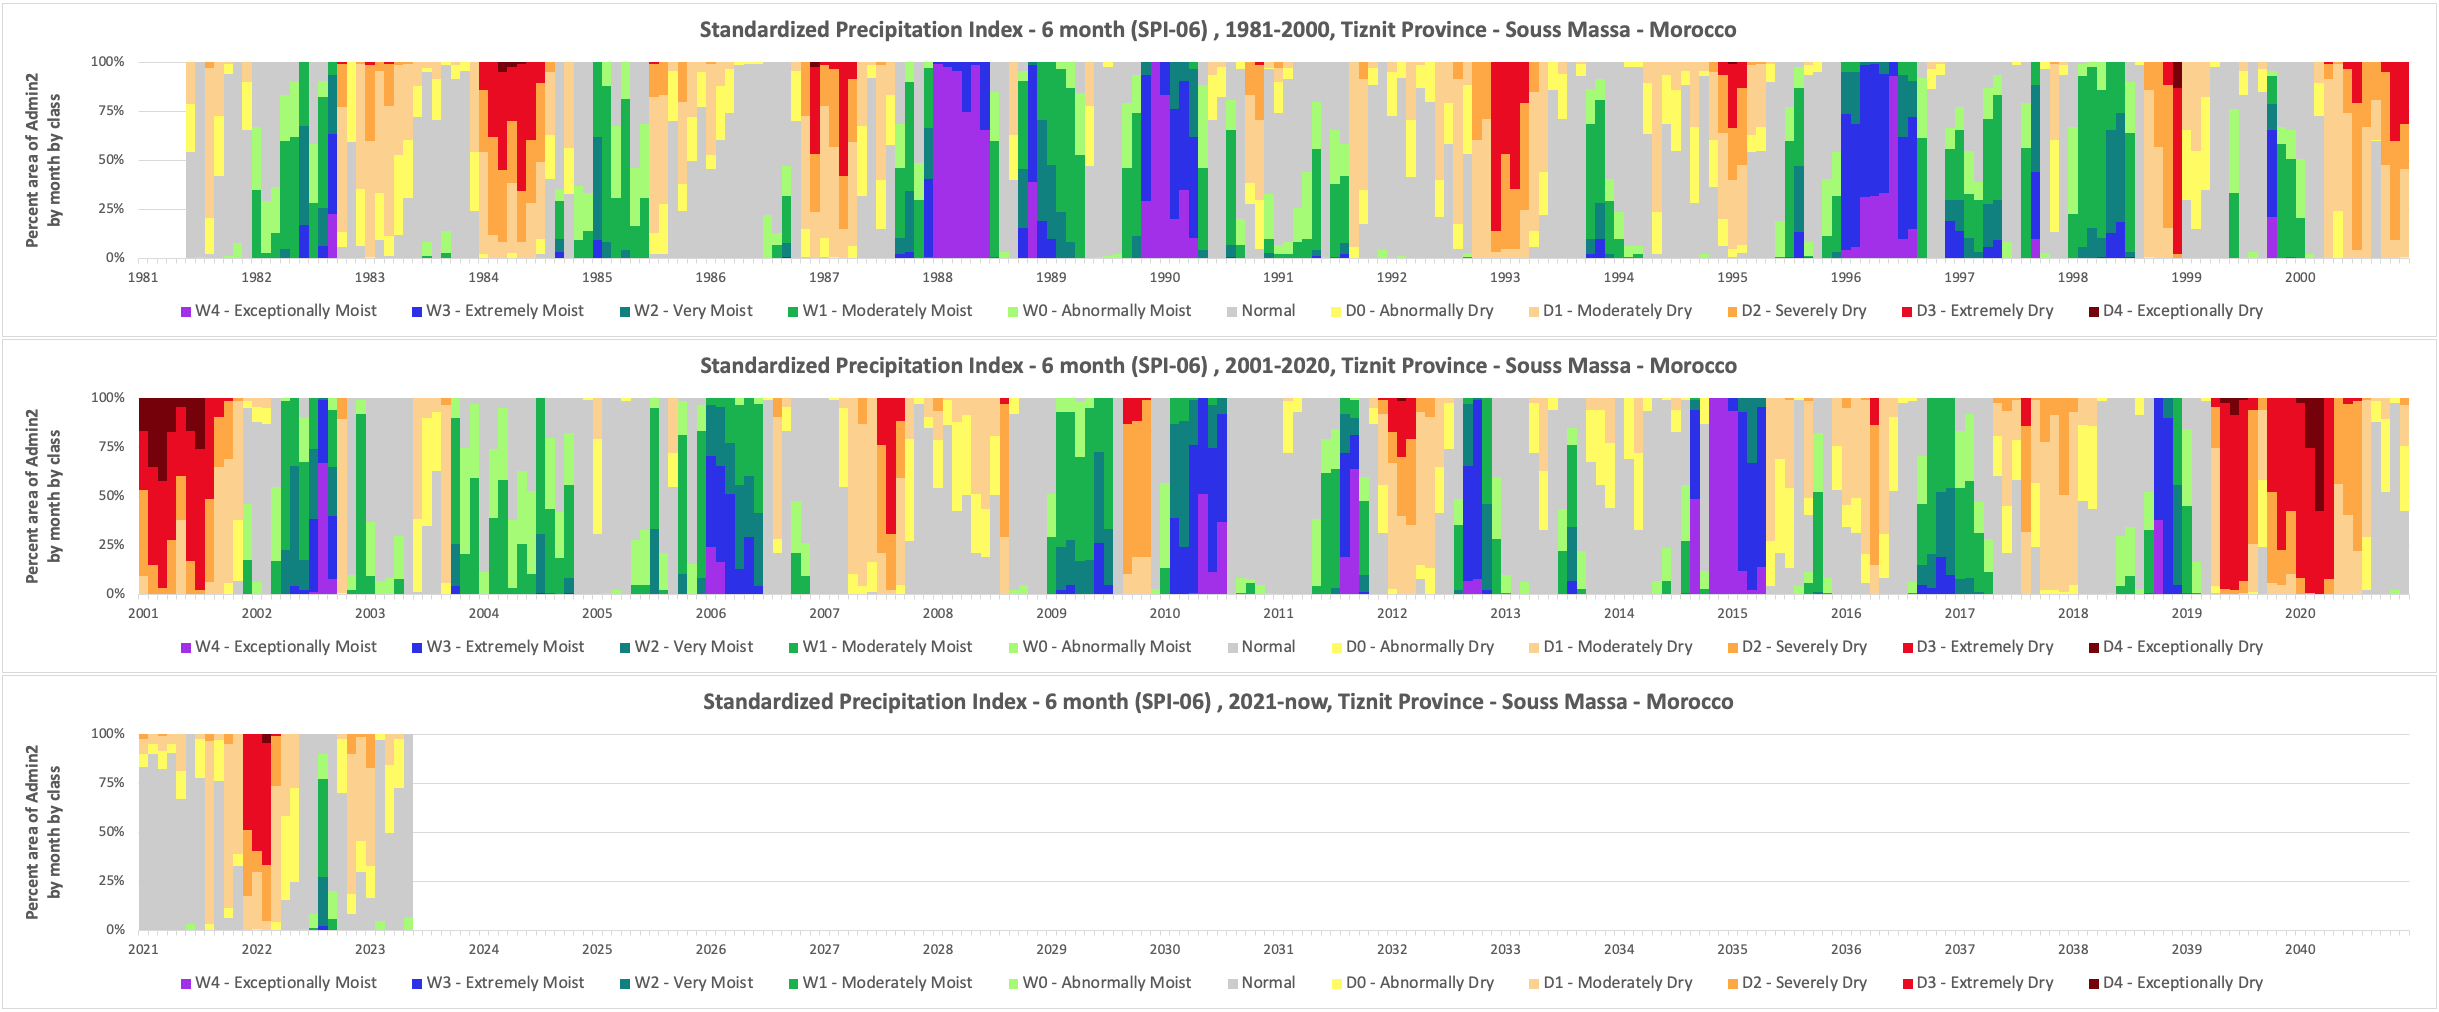 Standardized Precipitation Index - 6 month (SPI-06) , 1981-2000, Tiznit Province - Souss Massa - Morocco
Percent area of Admin2
by month by class
100%
75%
50%
25%
0%
1981 1982 1983 1984 1985 1986 1987 1988 1989 1990 1991 1992 1993 1994 1995 1996 1997 1998 1999 2000
W4 - Exceptionally Moist W3 - Extremely Moist W2 - Very Moist W1 - Moderately Moist W0 - Abnormally Moist Normal D0 - Abnormally Dry D1 - Moderately Dry D2 - Severely Dry D3 - Extremely Dry D4 - Exceptionally Dry
Standardized Precipitation Index - 6 month (SPI-06) , 2001-2020, Tiznit Province - Souss Massa - Morocco
Percent area of Admin2
by month by class
100%
75%
50%
25%
0%
2001 2002 2003 2004 2005 2006 2007 2008 2009 2010 2011 2012 2013 2014 2015 2016 2017 2018 2019 2020
W4 - Exceptionally Moist W3 - Extremely Moist W2 - Very Moist W1 - Moderately Moist W0 - Abnormally Moist Normal D0 - Abnormally Dry D1 - Moderately Dry D2 - Severely Dry D3 - Extremely Dry D4 - Exceptionally Dry
Standardized Precipitation Index - 6 month (SPI-06) , 2021-now, Tiznit Province - Souss Massa - Morocco
Percent area of Admin2
by month by class
100%
75%
50%
25%
0%
2021 2022 2023 2024 2025 2026 2027 2028 2029 2030 2031 2032 2033 2034 2035 2036 2037 2038 2039 2040
W4 - Exceptionally Moist W3 - Extremely Moist W2 - Very Moist W1 - Moderately Moist W0 - Abnormally Moist Normal D0 - Abnormally Dry D1 - Moderately Dry D2 - Severely Dry D3 - Extremely Dry D4 - Exceptionally Dry